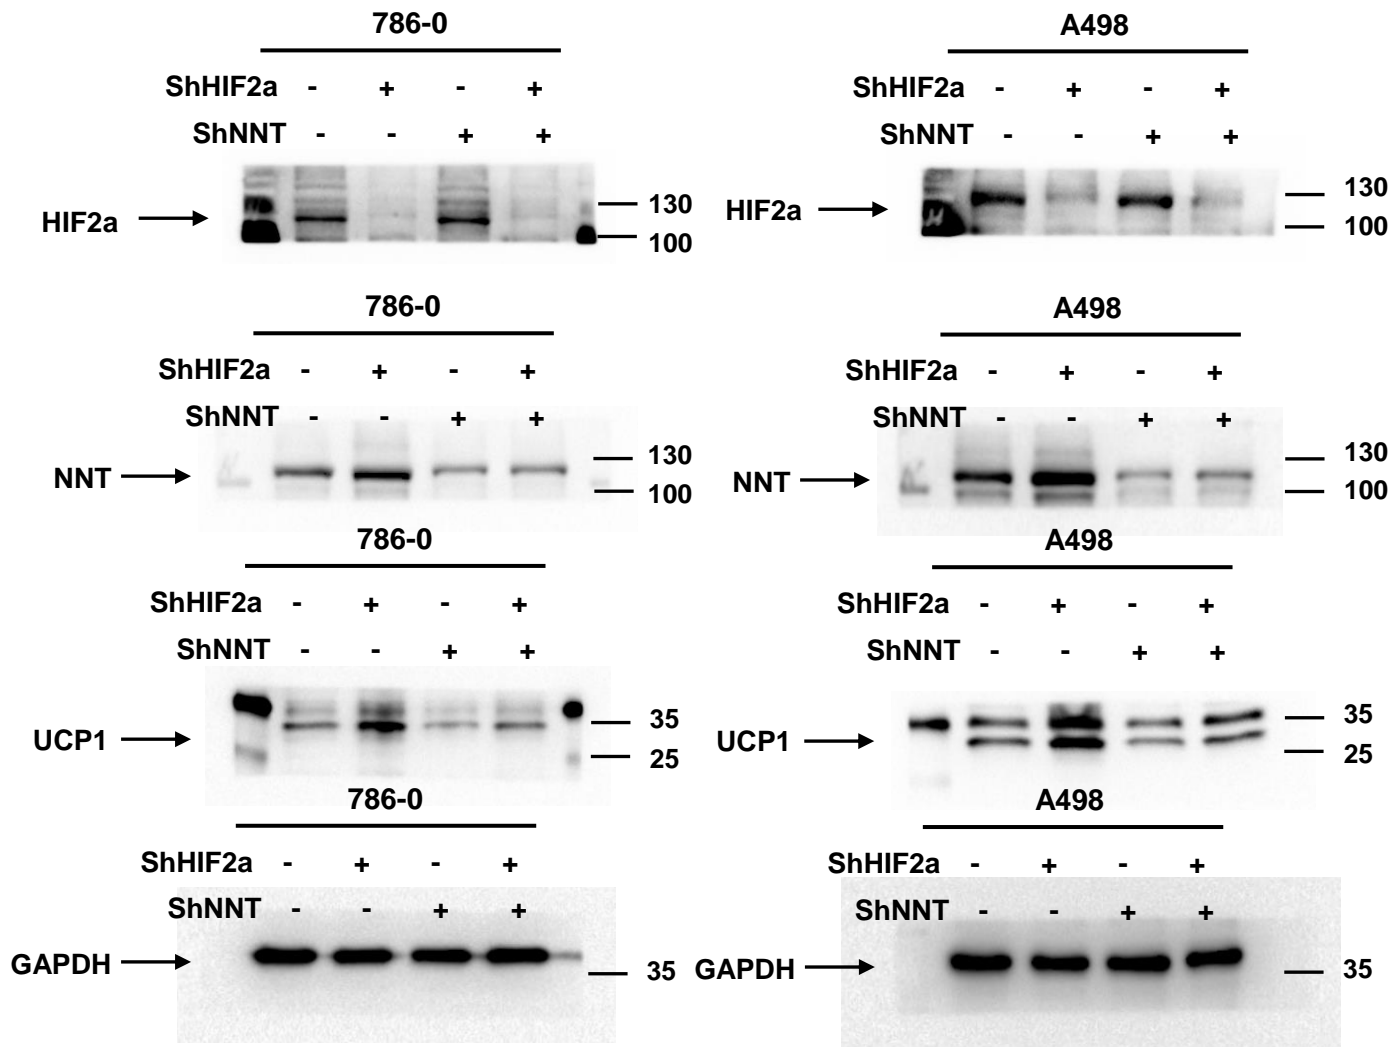 786-0
ShHIF2a - + - +
ShNNT - - + +
HIF2a
130
100
A498
ShHIF2a - + - +
ShNNT - - + +
HIF2a
130
100
786-0
ShHIF2a - + - +
ShNNT - - + +
NNT
130
100
A498
ShHIF2a - + - +
ShNNT - - + +
NNT
130
100
786-0
ShHIF2a - + - +
ShNNT - - + +
UCP1
35
25
A498
ShHIF2a - + - +
ShNNT - - + +
UCP1
35
25
786-0
ShHIF2a - + - +
ShNNT - - + +
GAPDH
35
A498
ShHIF2a - + - +
ShNNT - - + +
GAPDH
35